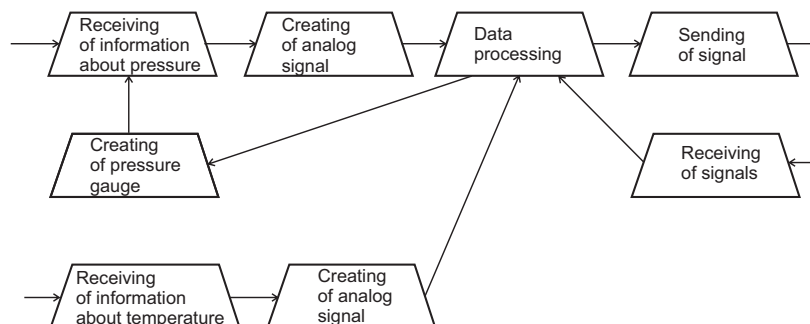 Receiving
of information
about pressure
Creating
of analog
signal
Data
processing
Sending
of signal
Creating
of pressure
gauge
Receiving
of signals
Receiving
of information
about temperature
Creating
of analog
signal